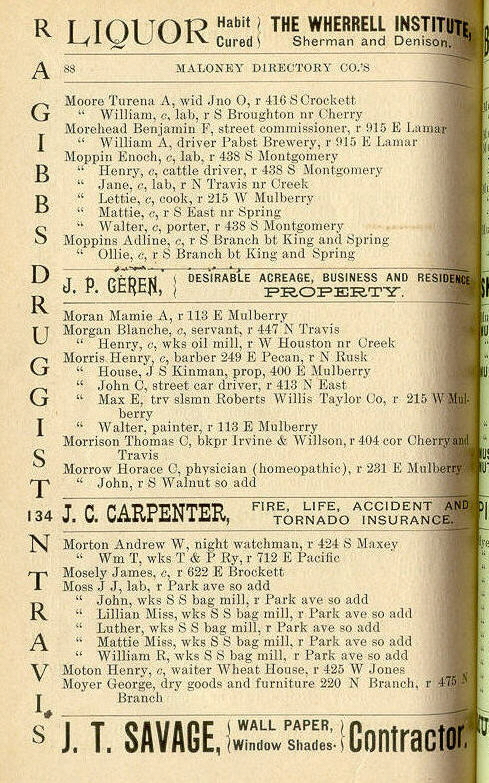 LIQUOR Habit Cured { THE WHERRELL INSTITUTE,
Sherman and Denison.
88 MALONEY DIRECTORY CO.'S
Moore Turena A, wid Jno O, r 416 S Crockett
“ William, c, lab, r S Broughton nr Cherry
Morehead Benjamin F, street commissioner, r 915 E Lamar
“ William A, driver Pabst Brewery, r 915 E Lamar
Moppin Enoch, c, lab, r 438 S Montgomery
“ Henry, c, cattle driver, r 438 S Montgomery
“ Jane, c, lab, r N Travis nr Creek
“ Lettie, c, cook, r 215 W Mulberry
“ Mattie, c, r S East nr Spring
“ Walter, c, porter, r 438 S Montgomery
Moppins Adline, c, r S Branch bt King and Spring
“ Ollie, c, r S Branch bt King and Spring
J. P. GEREN, { DESIRABLE ACREAGE, BUSINESS AND RESIDENCE
PROPERTY.
Moran Mamie A, r 113 E Mulberry
Morgan Blanche, c, servant, r 447 N Travis
“ Henry, c, wks oil mill, r W Houston nr Creek
Morris Henry, c, barber 249 E Pecan, r N Rusk
“ House, J S Kinman, prop, 400 E Mulberry
“ John C, street car driver, r 413 N East
“ Max E, trv slsmn Roberts Willis Taylor Co, r 215 W Mul-
berry
“ Walter, painter, r 113 E Mulberry
Morrison Thomas C, bkpr Irvine & Willson, r 404 cor Cherry and
Travis
Morrow Horace C, physician (homeopathic), r 231 E Mulberry
“ John, r S Walnut so add
J. C. CARPENTER, FIRE, LIFE, ACCIDENT AND
TORNADO INSURANCE.
Morton Andrew W, night watchman, r 424 S Maxey
“ Wm T, wks T & P Ry, r 712 E Pacific
Mosely James, c, r 622 E Brockett
Moss J J, lab, r Park ave so add
“ John, wks S S bag mill, r Park ave so add
“ Lillian Miss, wks S S bag mill, r Park ave so add
“ Luther, wks S S bag mill, r Park ave so add
“ Mattie Miss, wks S S bag mill, r Park ave so add
“ William R, wks S S bag mill, r Park ave so add
Moton Henry, c, waiter Wheat House, r 425 W Jones
Moyer George, dry goods and furniture 220 N Branch, r 475 N
Branch
J. T. SAVAGE, { WALL PAPER, Window Shades- } Contractor.
RAGIBBS DRUGGIST 134 N TRAVIS